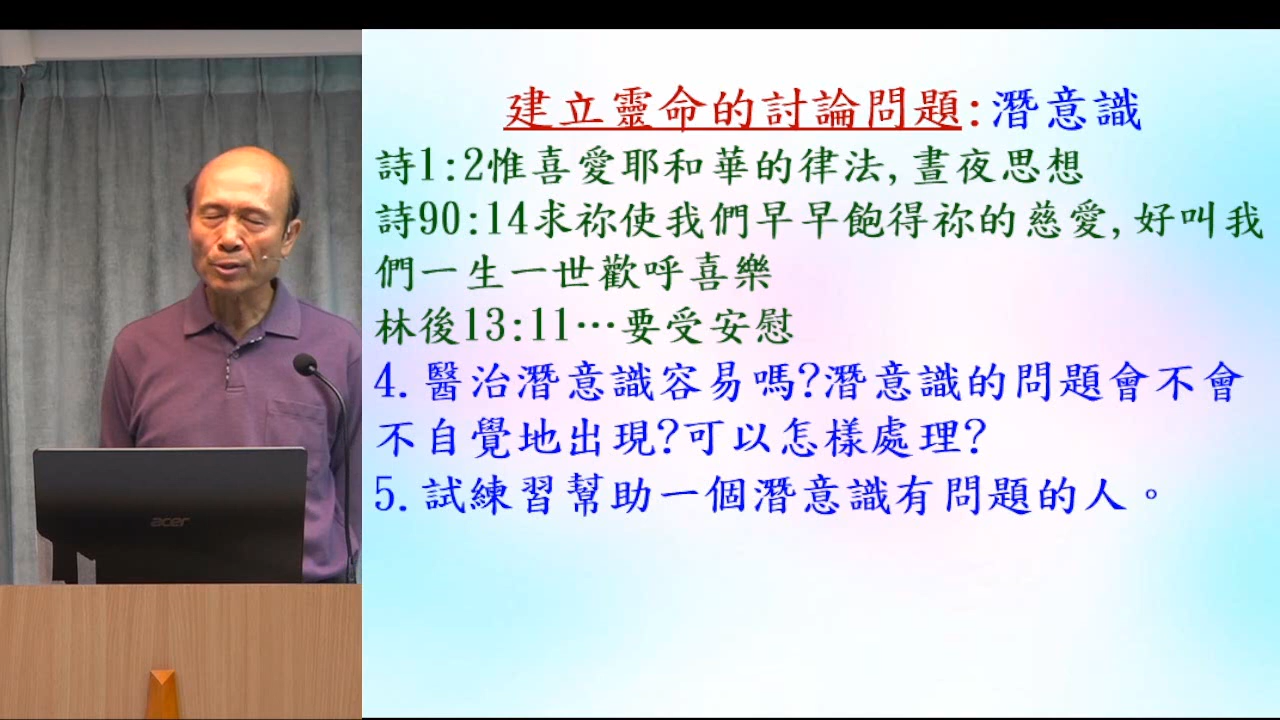 建立靈命的討論問題:潛意識
詩1:2惟喜愛耶和華的律法,晝夜思想
詩90:14求祢使我們早早飽得祢的慈愛,好叫我
們一生一世歡呼喜樂
林後13:11…要受安慰
4.醫治潛意識容易嗎?潛意識的問題會不會
不自覺地出現?可以怎樣處理?
5.試練習幫助一個潛意識有問題的人。
acer